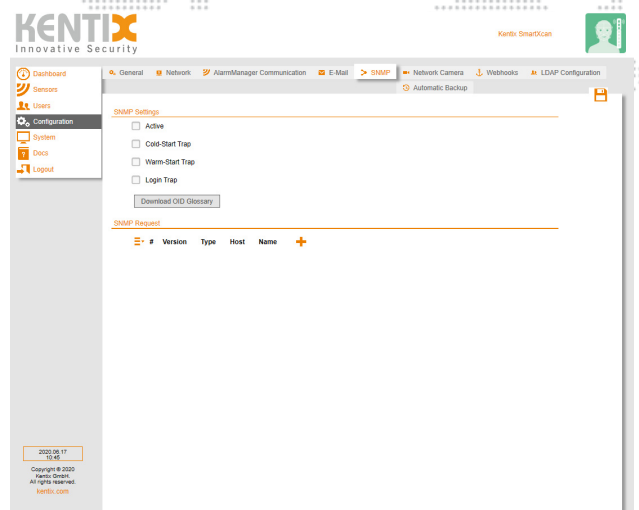 KENTIX
Innovative Security
Kentix SmartXcan
Dashboard
Sensors
Users
Configuration
System
Docs
Logout
General Network AlarmManager Communication E-Mail SNMP Network Camera Webhooks LDAP Configuration
Automatic Backup
SNMP Settings
Active
Cold-Start Trap
Warm-Start Trap
Login Trap
Download OID Glossary
SNMP Request
# Version Type Host Name
2020.06.17
10:45
Copyright © 2020
Kentix GmbH.
All rights reserved.
kentix.com